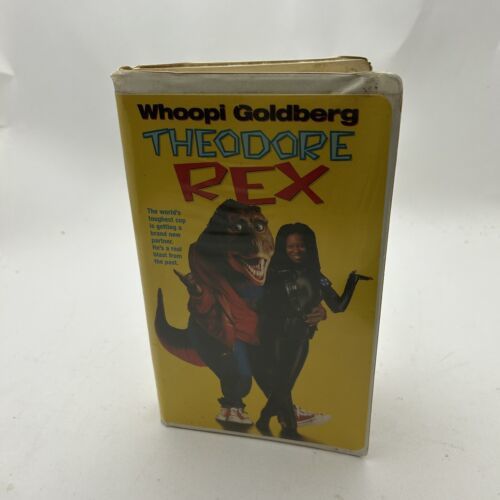 Whoopi Goldberg
THEODORE
REX
The world's
toughest cop
is getting a
brand new
partner.
He's a real
blast from
the past.